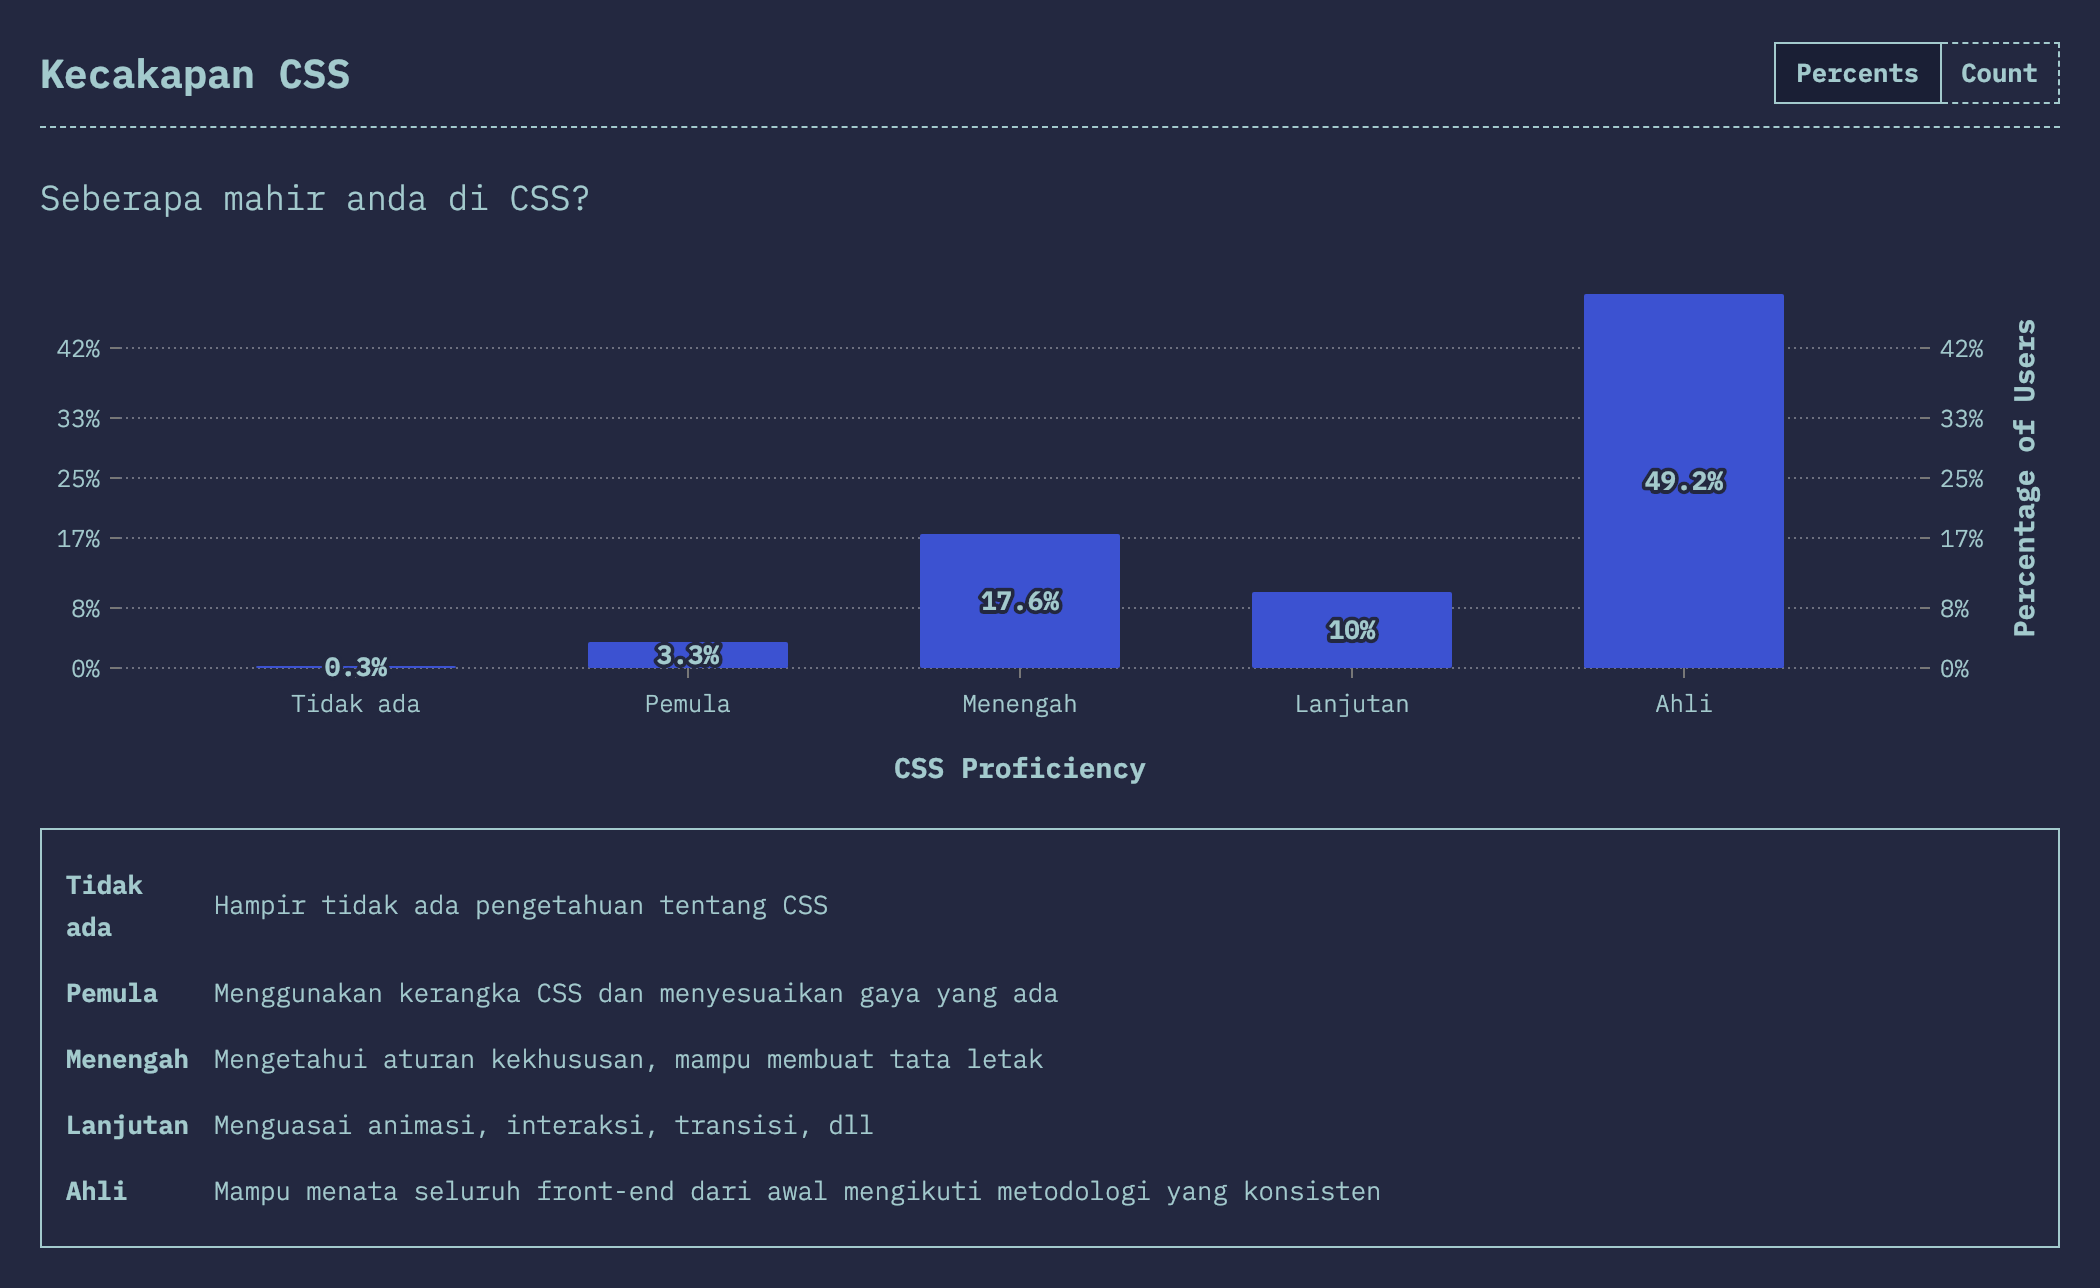 Kecakapan CSS
Percents
Count
Seberapa mahir anda di CSS?
42%
33%
25%
17%
8%
0%
0.3%
3.3%
17.6%
10%
49.2%
42%
33%
25%
17%
8%
0%
Percentage of Users
Tidak ada
Pemula
Menengah
Lanjutan
Ahli
CSS Proficiency
Tidak ada
Hampir tidak ada pengetahuan tentang CSS
Pemula Menggunakan kerangka CSS dan menyesuaikan gaya yang ada
Menengah Mengetahui aturan kekhususan, mampu membuat tata letak
Lanjutan Menguasai animasi, interaksi, transisi, dll
Ahli Mampu menata seluruh front-end dari awal mengikuti metodologi yang konsisten